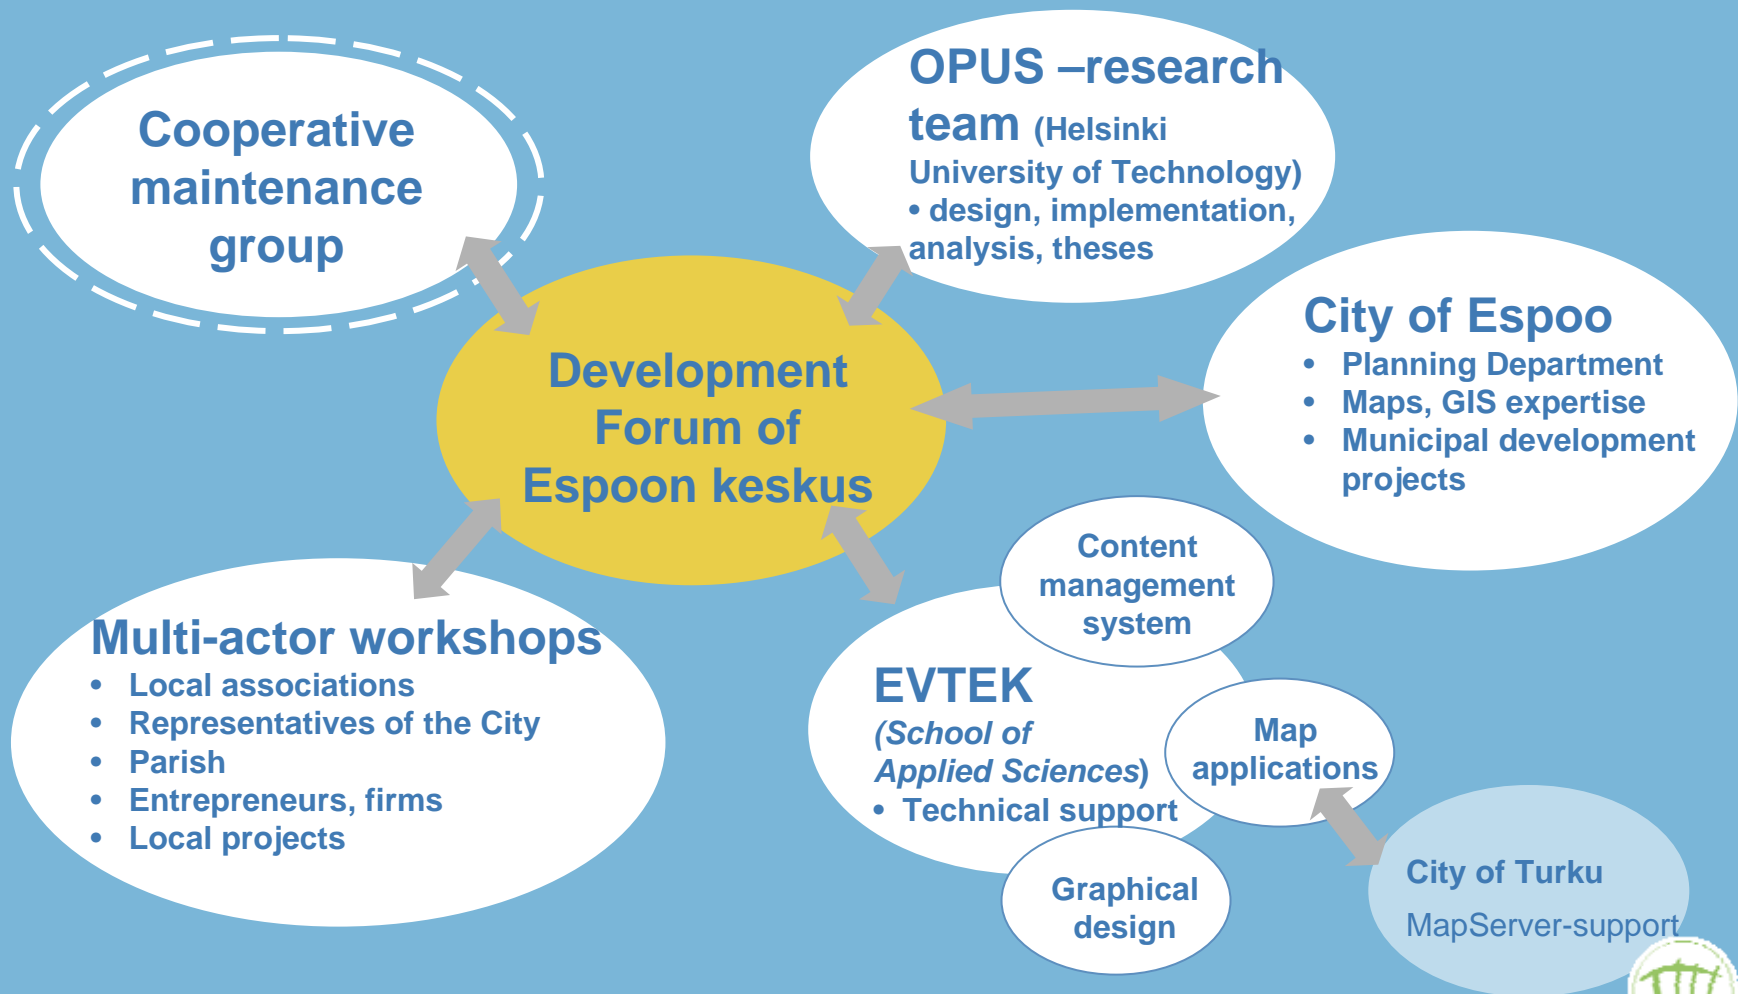 Cooperative
maintenance
group
OPUS –research
team (Helsinki
University of Technology)
• design, implementation,
analysis, theses
City of Espoo
• Planning Department
• Maps, GIS expertise
• Municipal development
projects
Development
Forum of
Espoon keskus
Multi-actor workshops
• Local associations
• Representatives of the City
• Parish
• Entrepreneurs, firms
• Local projects
Content
management
system
EVTEK
(School of
Applied Sciences)
• Technical support
Map
applications
Graphical
design
City of Turku
MapServer-support